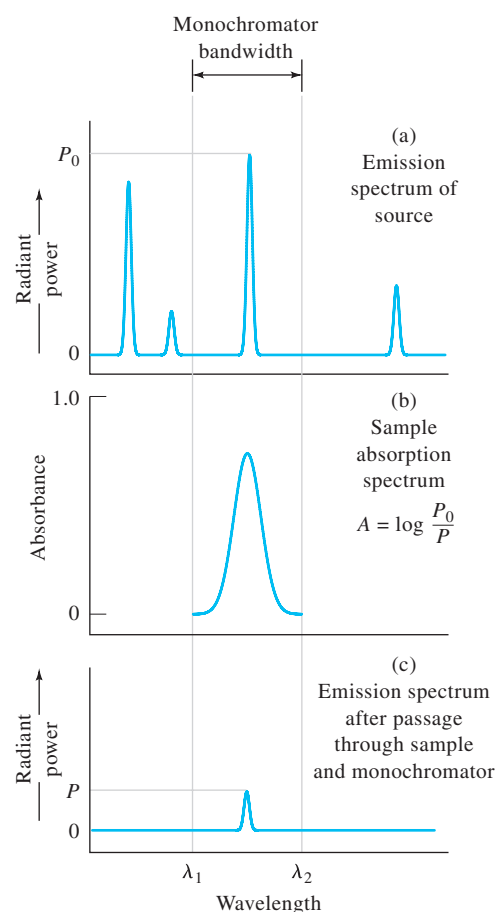 Monochromator
bandwidth
(a)
Emission
spectrum of
source
P₀
Radiant
power
0
1.0
(b)
Sample
absorption
spectrum
A = log P₀/P
Absorbance
0
(c)
Emission spectrum
after passage
through sample
and monochromator
Radiant
power
P
0
λ₁ λ₂
Wavelength